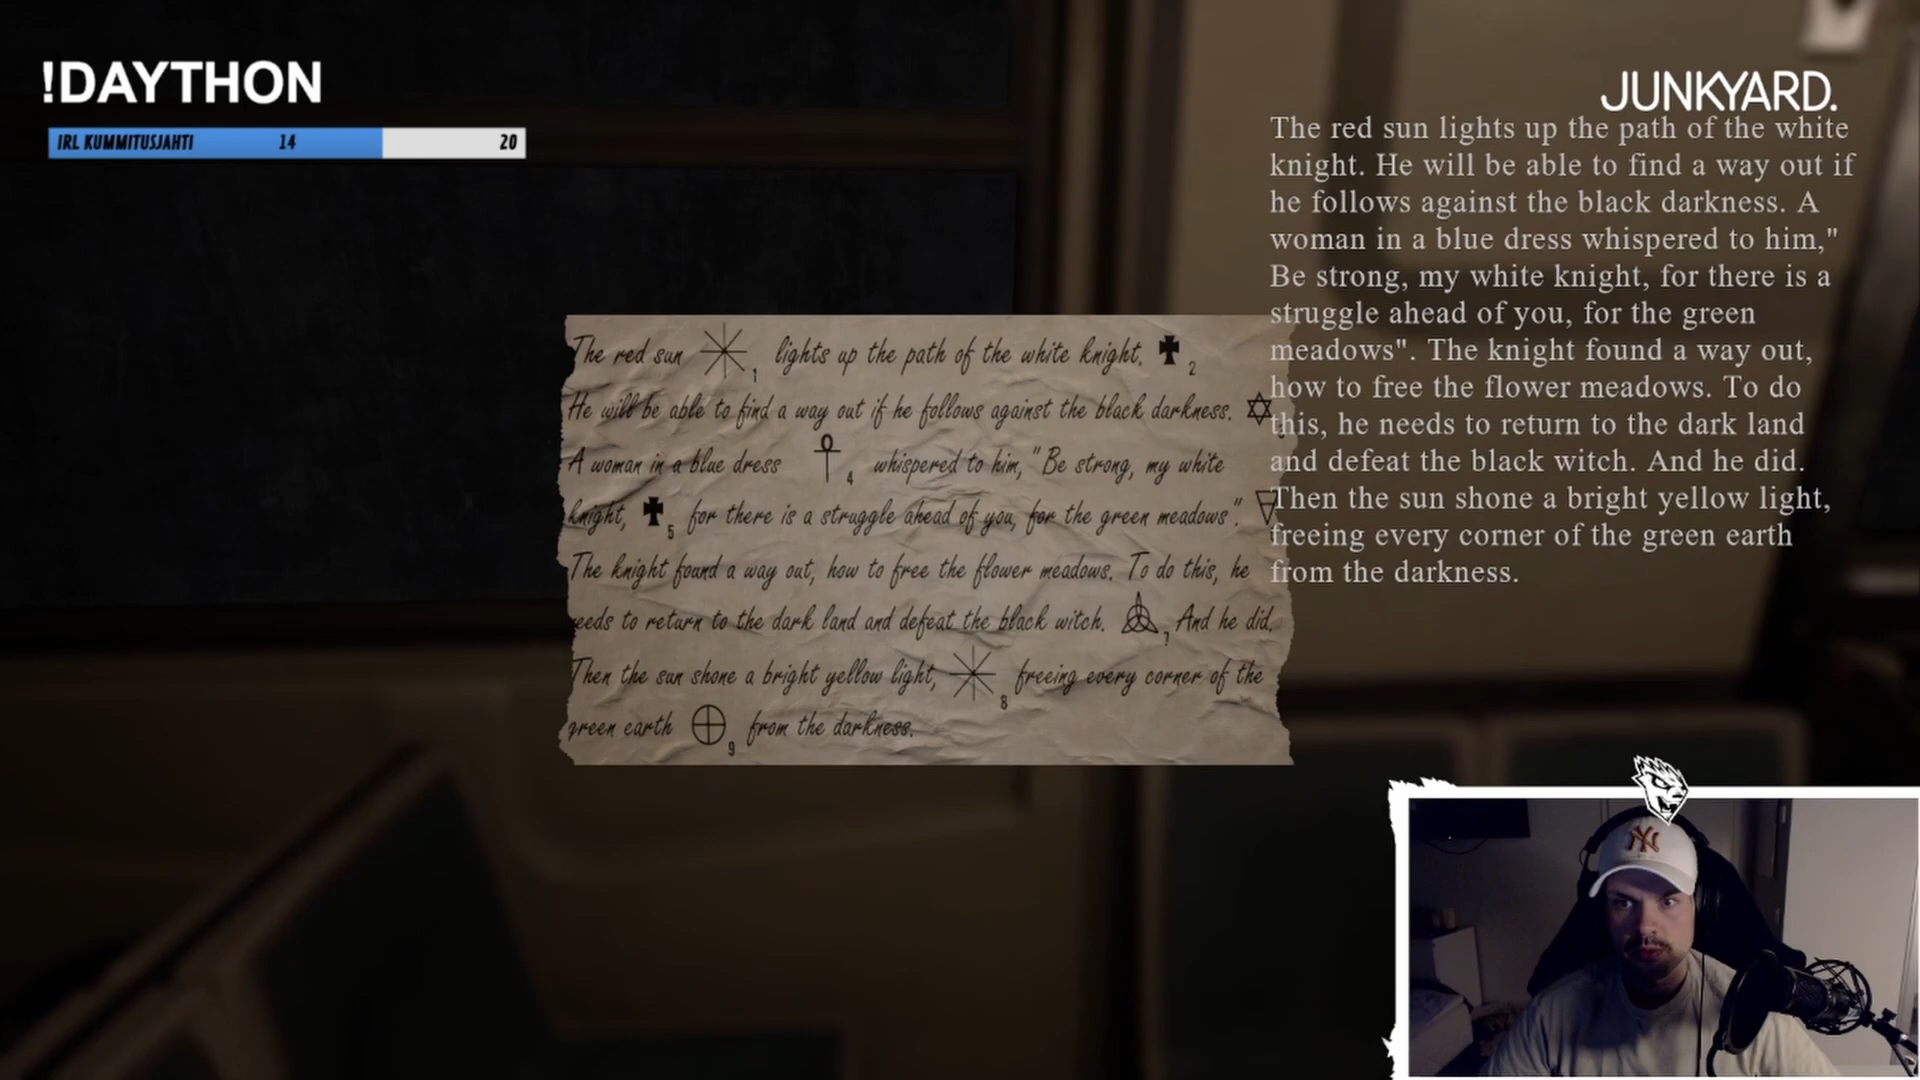 !DAYTHON
IRL KUMMITUSJAHTI 14 20
JUNKYARD.
The red sun 1 lights up the path of the white knight. 2
He will be able to find a way out if he follows against the black darkness.
A woman in a blue dress 4 whispered to him, "Be strong, my white
knight, 5 for there is a struggle ahead of you, for the green meadows".
The knight found a way out, how to free the flower meadows. To do this, he
needs to return to the dark land and defeat the black witch. 7 And he did.
Then the sun shone a bright yellow light, 8 freeing every corner of the
green earth 9 from the darkness.
The red sun lights up the path of the white
knight. He will be able to find a way out if
he follows against the black darkness. A
woman in a blue dress whispered to him,"
Be strong, my white knight, for there is a
struggle ahead of you, for the green
meadows". The knight found a way out,
how to free the flower meadows. To do
this, he needs to return to the dark land
and defeat the black witch. And he did.
Then the sun shone a bright yellow light,
freeing every corner of the green earth
from the darkness.
NY